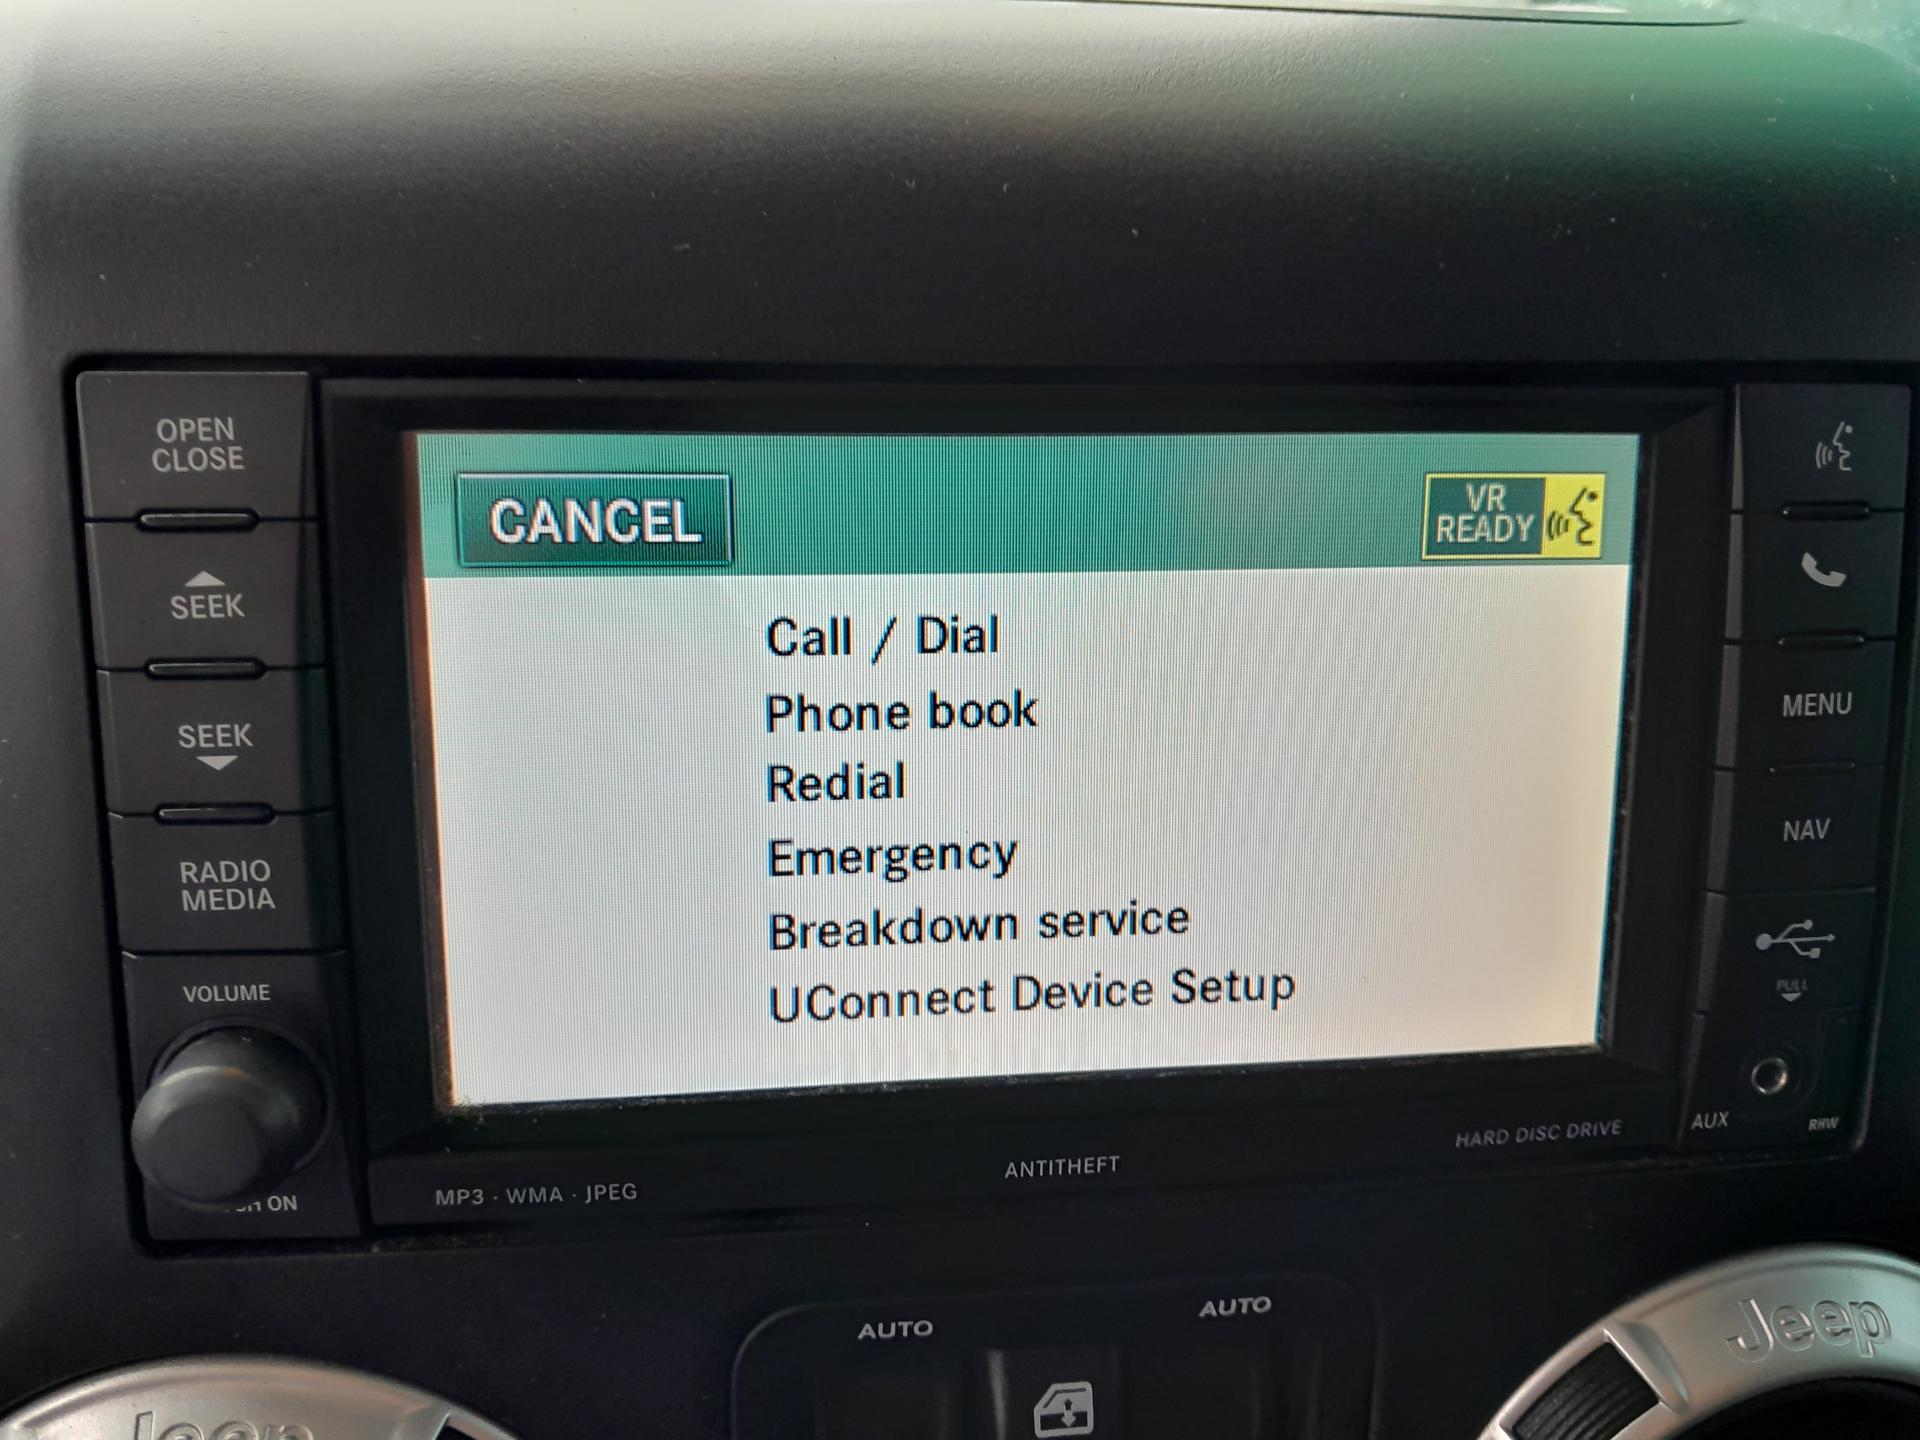 OPEN
CLOSE
SEEK
SEEK
RADIO
MEDIA
VOLUME
ON
CANCEL
VR
READY
Call / Dial
Phone book
Redial
Emergency
Breakdown service
UConnect Device Setup
MENU
NAV
PULL
AUX
RHW
MP3 · WMA · JPEG
ANTITHEFT
HARD DISC DRIVE
AUTO
AUTO
Jeep
Jeep